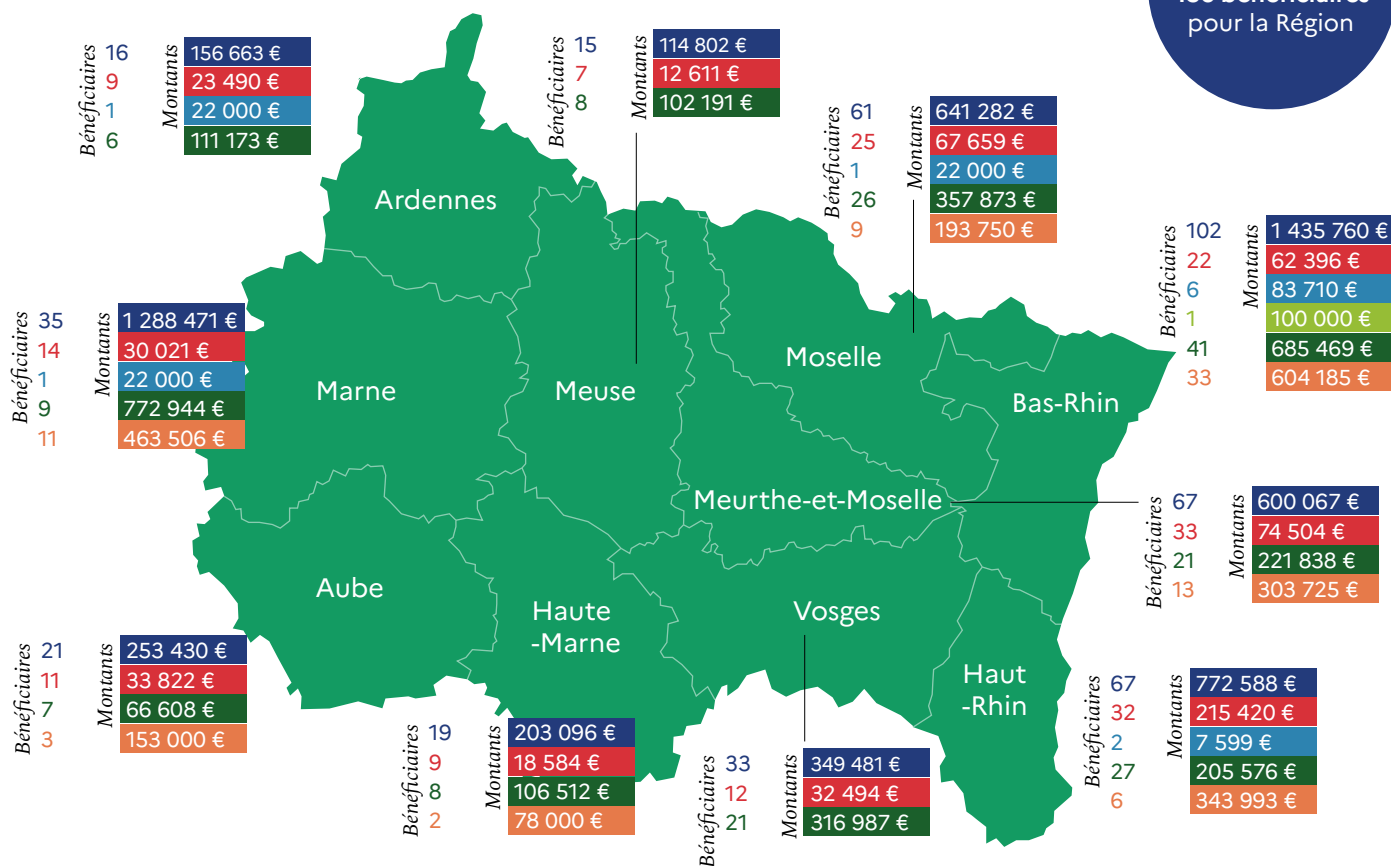 pour la Région
Bénéficiaires
16
9
1
6
Montants
156 663 €
23 490 €
22 000 €
111 173 €
Bénéficiaires
15
7
8
Montants
114 802 €
12 611 €
102 191 €
Bénéficiaires
61
25
1
26
9
Montants
641 282 €
67 659 €
22 000 €
357 873 €
193 750 €
Bénéficiaires
102
22
6
1
41
33
Montants
1 435 760 €
62 396 €
83 710 €
100 000 €
685 469 €
604 185 €
Bénéficiaires
35
14
1
9
11
Montants
1 288 471 €
30 021 €
22 000 €
772 944 €
463 506 €
Ardennes
Marne
Meuse
Moselle
Bas-Rhin
Meurthe-et-Moselle
Aube
Haute
-Marne
Vosges
Haut
-Rhin
Bénéficiaires
67
33
21
13
Montants
600 067 €
74 504 €
221 838 €
303 725 €
Bénéficiaires
21
11
7
3
Montants
253 430 €
33 822 €
66 608 €
153 000 €
Bénéficiaires
19
9
8
2
Montants
203 096 €
18 584 €
106 512 €
78 000 €
Bénéficiaires
33
12
21
Montants
349 481 €
32 494 €
316 987 €
Bénéficiaires
67
32
2
27
6
Montants
772 588 €
215 420 €
7 599 €
205 576 €
343 993 €